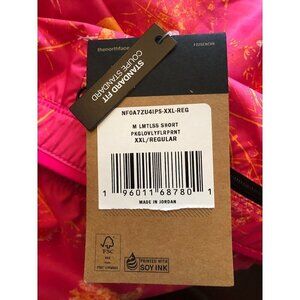 thenorthface
STANDARD FIT
COUPE STANDARD
NF0A7ZU4IPS-XXL-REG
M LMTLSS SHORT
PKGLOVLYFLRPRNT
XXL/REGULAR
1 96011 68780 1
MADE IN JORDAN
FSC
PRINTED WITH
SOY INK